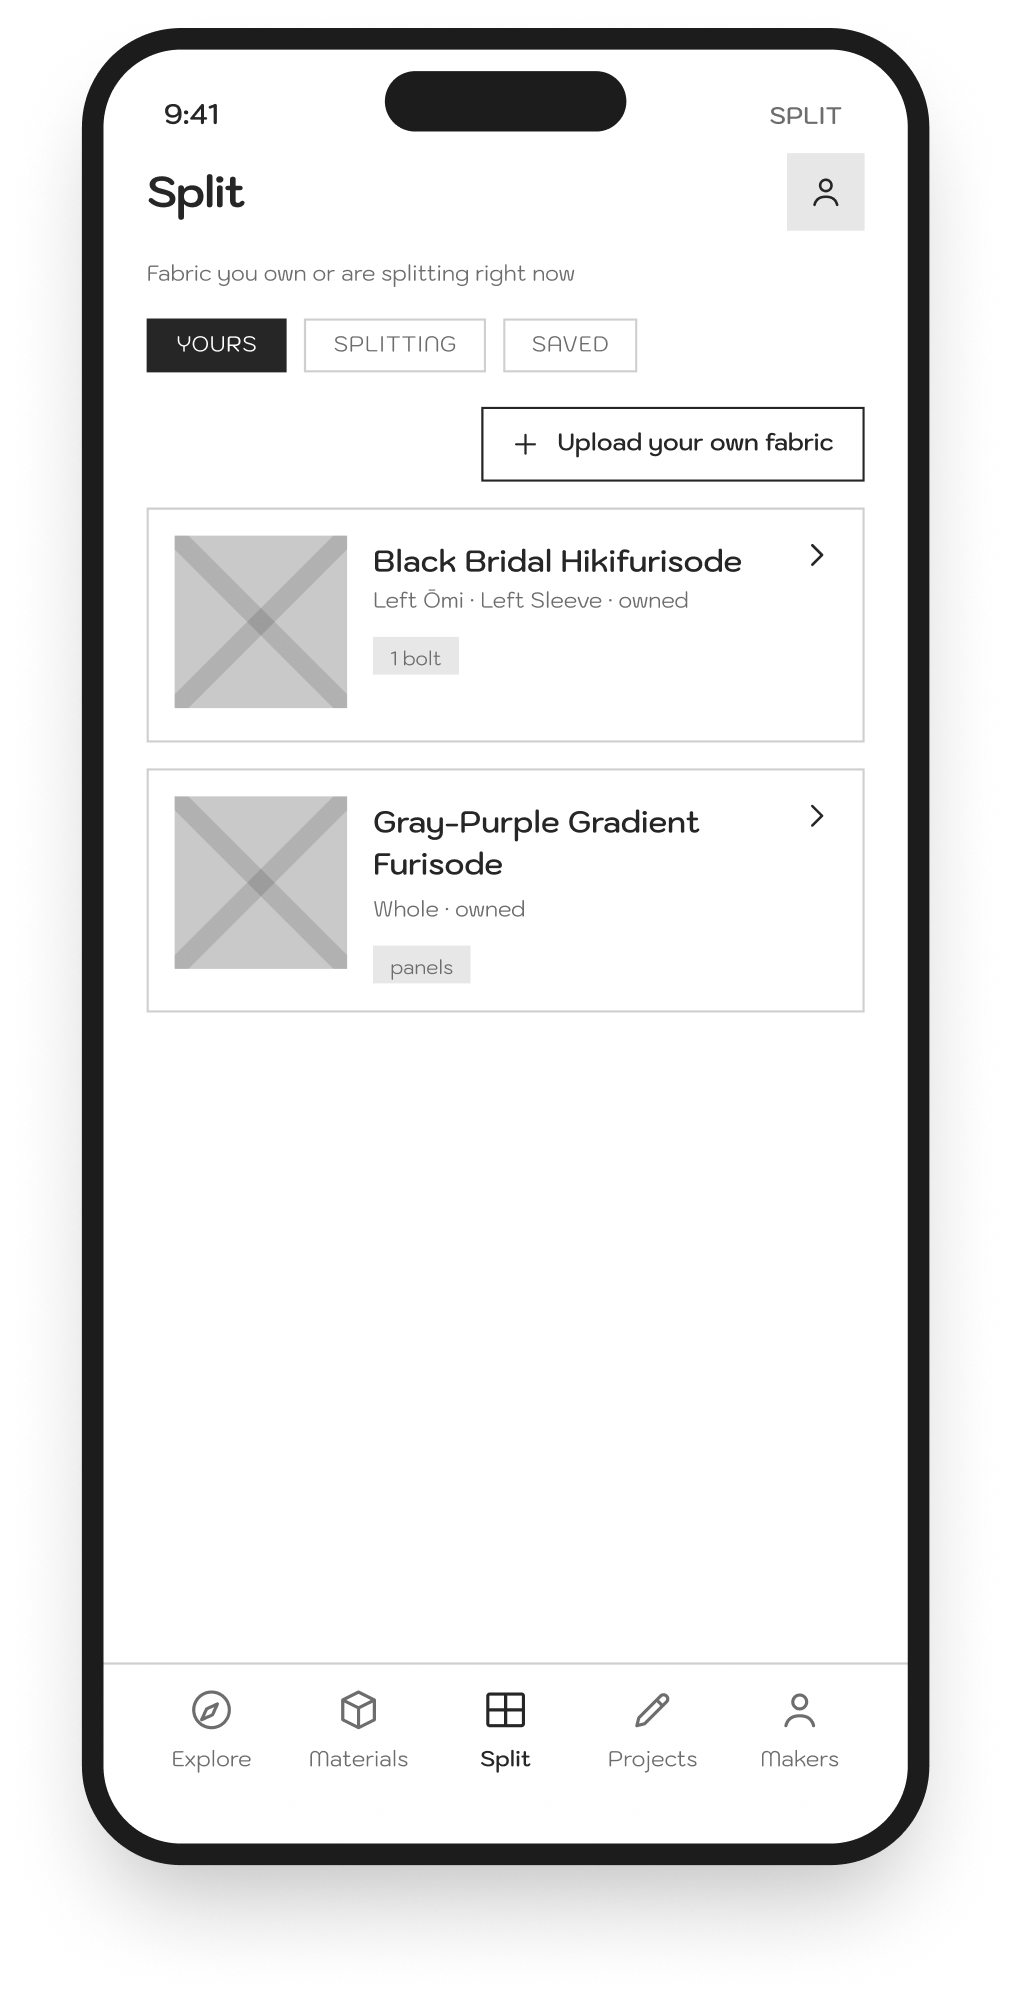 9:41
SPLIT
Split
Fabric you own or are splitting right now
YOURS
SPLITTING
SAVED
Upload your own fabric
Black Bridal Hikifurisode
Left Ōmi · Left Sleeve · owned
1 bolt
Gray-Purple Gradient
Furisode
Whole · owned
panels
Explore
Materials
Split
Projects
Makers